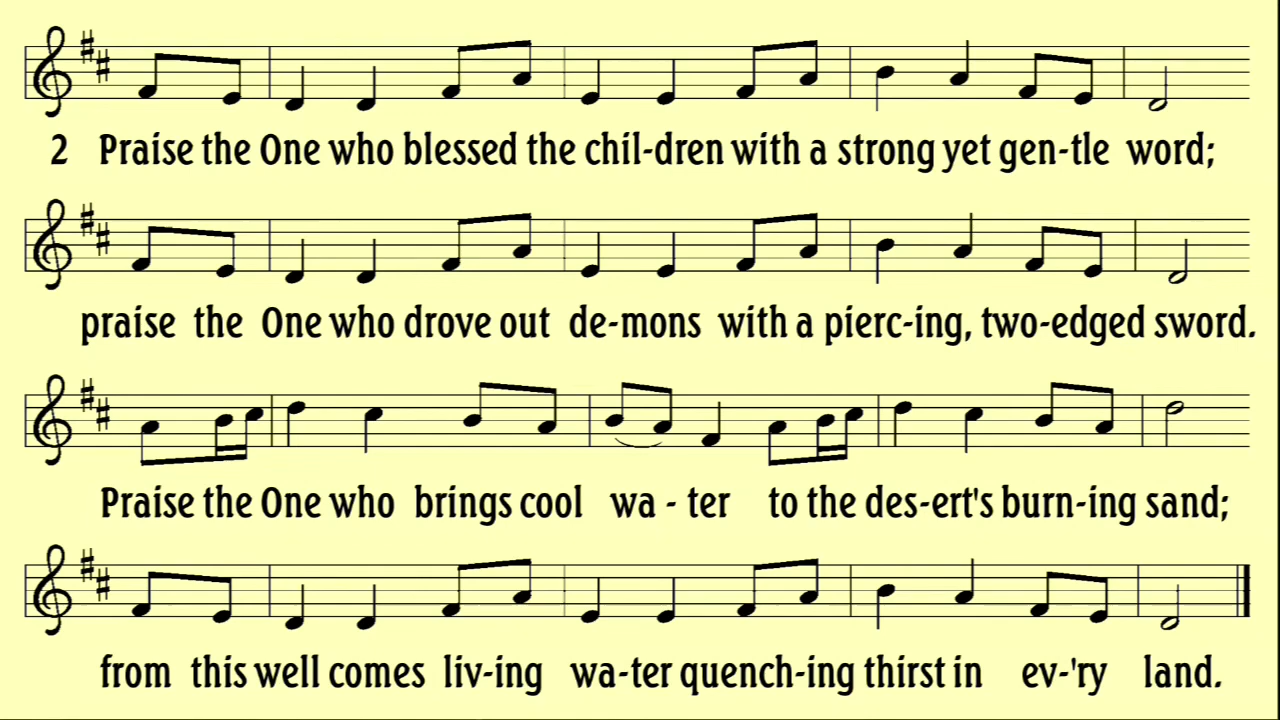 2 Praise the One who blessed the chil-dren with a strong yet gen-tle word;
praise the One who drove out de-mons with a pierc-ing, two-edged sword.
Praise the One who brings cool wa - ter to the des-ert's burn-ing sand;
from this well comes liv-ing wa-ter quench-ing thirst in ev-'ry land.